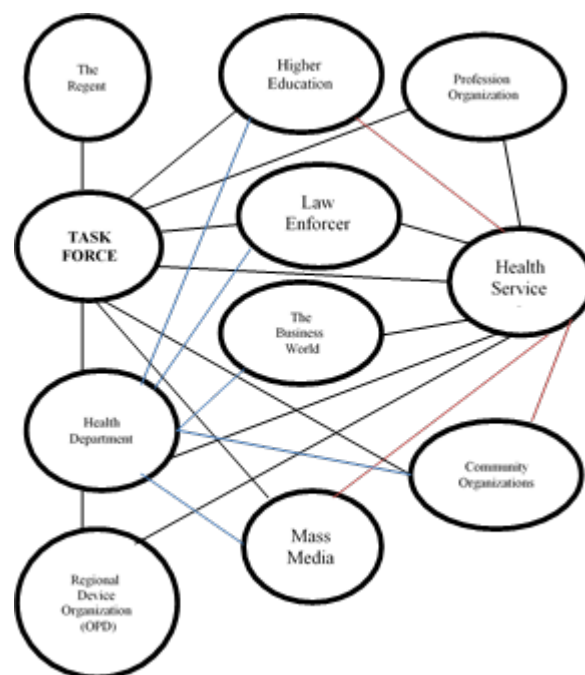 The
Regent
Higher
Education
Profession
Organization
TASK
FORCE
Law
Enforcer
Health
Service
The
Business
World
Health
Department
Community
Organizations
Mass
Media
Regional
Device
Organization
(OPD)